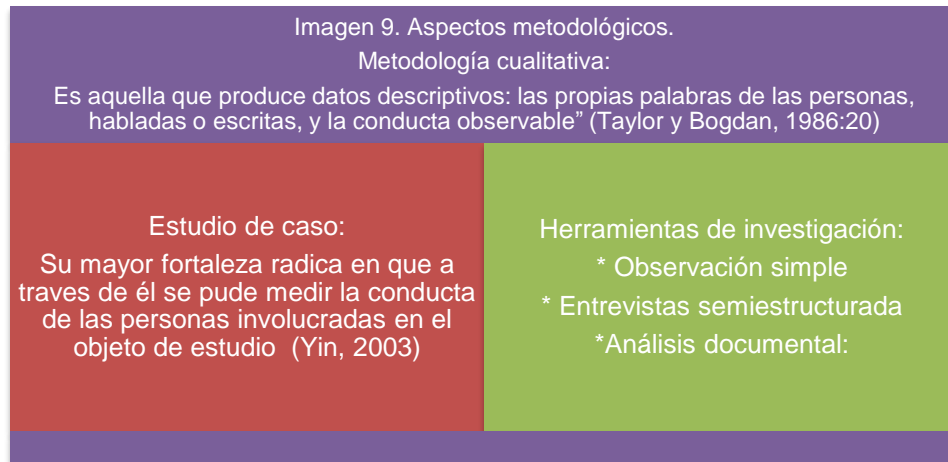 Imagen 9. Aspectos metodológicos.
Metodología cualitativa:
Es aquella que produce datos descriptivos: las propias palabras de las personas,
habladas o escritas, y la conducta observable” (Taylor y Bogdan, 1986:20)
Estudio de caso:
Su mayor fortaleza radica en que a
traves de él se pude medir la conducta
de las personas involucradas en el
objeto de estudio (Yin, 2003)
Herramientas de investigación:
* Observación simple
* Entrevistas semiestructurada
*Análisis documental: